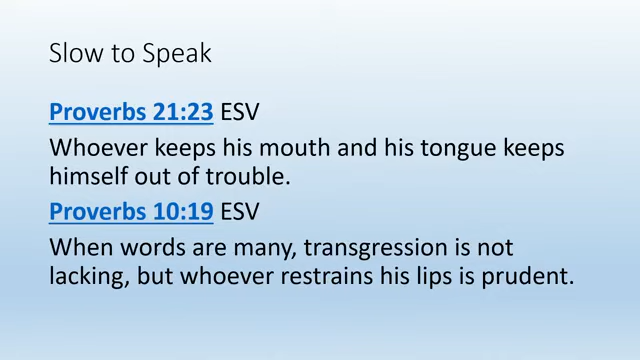 Slow to Speak
Proverbs 21:23 ESV
Whoever keeps his mouth and his tongue keeps
himself out of trouble.
Proverbs 10:19 ESV
When words are many, transgression is not
lacking, but whoever restrains his lips is prudent.